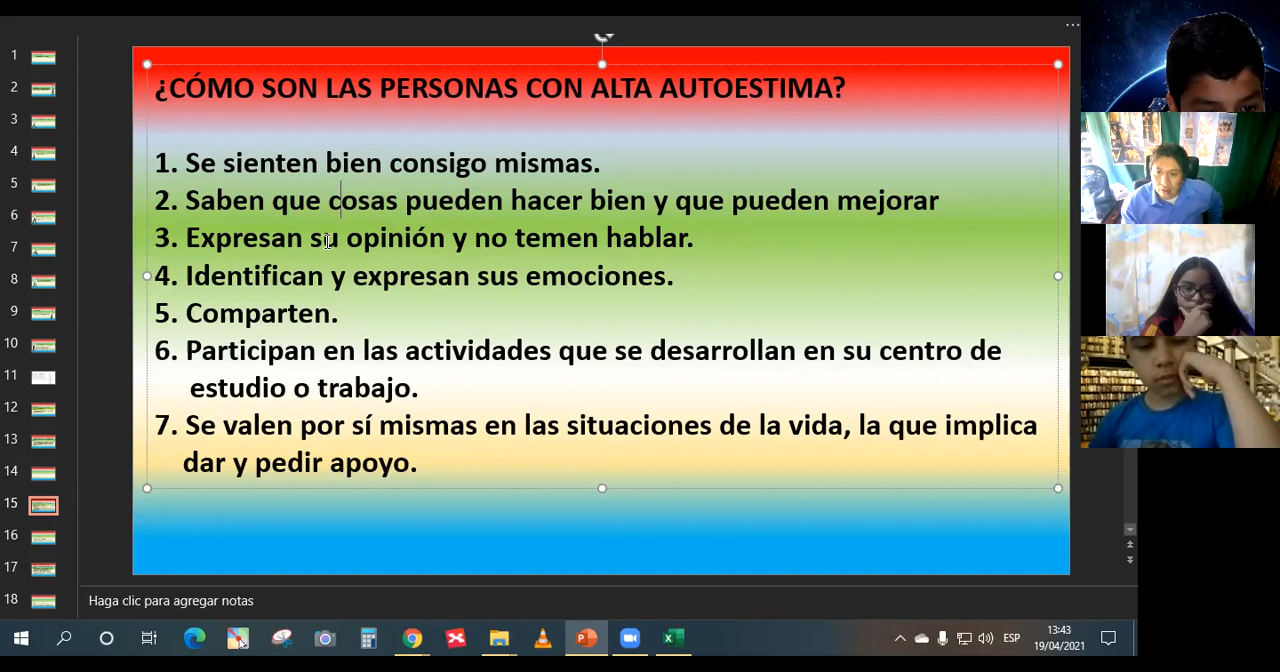 ¿CÓMO SON LAS PERSONAS CON ALTA AUTOESTIMA?
1. Se sienten bien consigo mismas.
2. Saben que cosas pueden hacer bien y que pueden mejorar
3. Expresan su opinión y no temen hablar.
4. Identifican y expresan sus emociones.
5. Comparten.
6. Participan en las actividades que se desarrollan en su centro de
estudio o trabajo.
7. Se valen por sí mismas en las situaciones de la vida, la que implica
dar y pedir apoyo.
1
2
3
4
5
6
7
8
9
10
11
12
13
14
15
16
17
18
Haga clic para agregar notas
ESP
13:43
19/04/2021